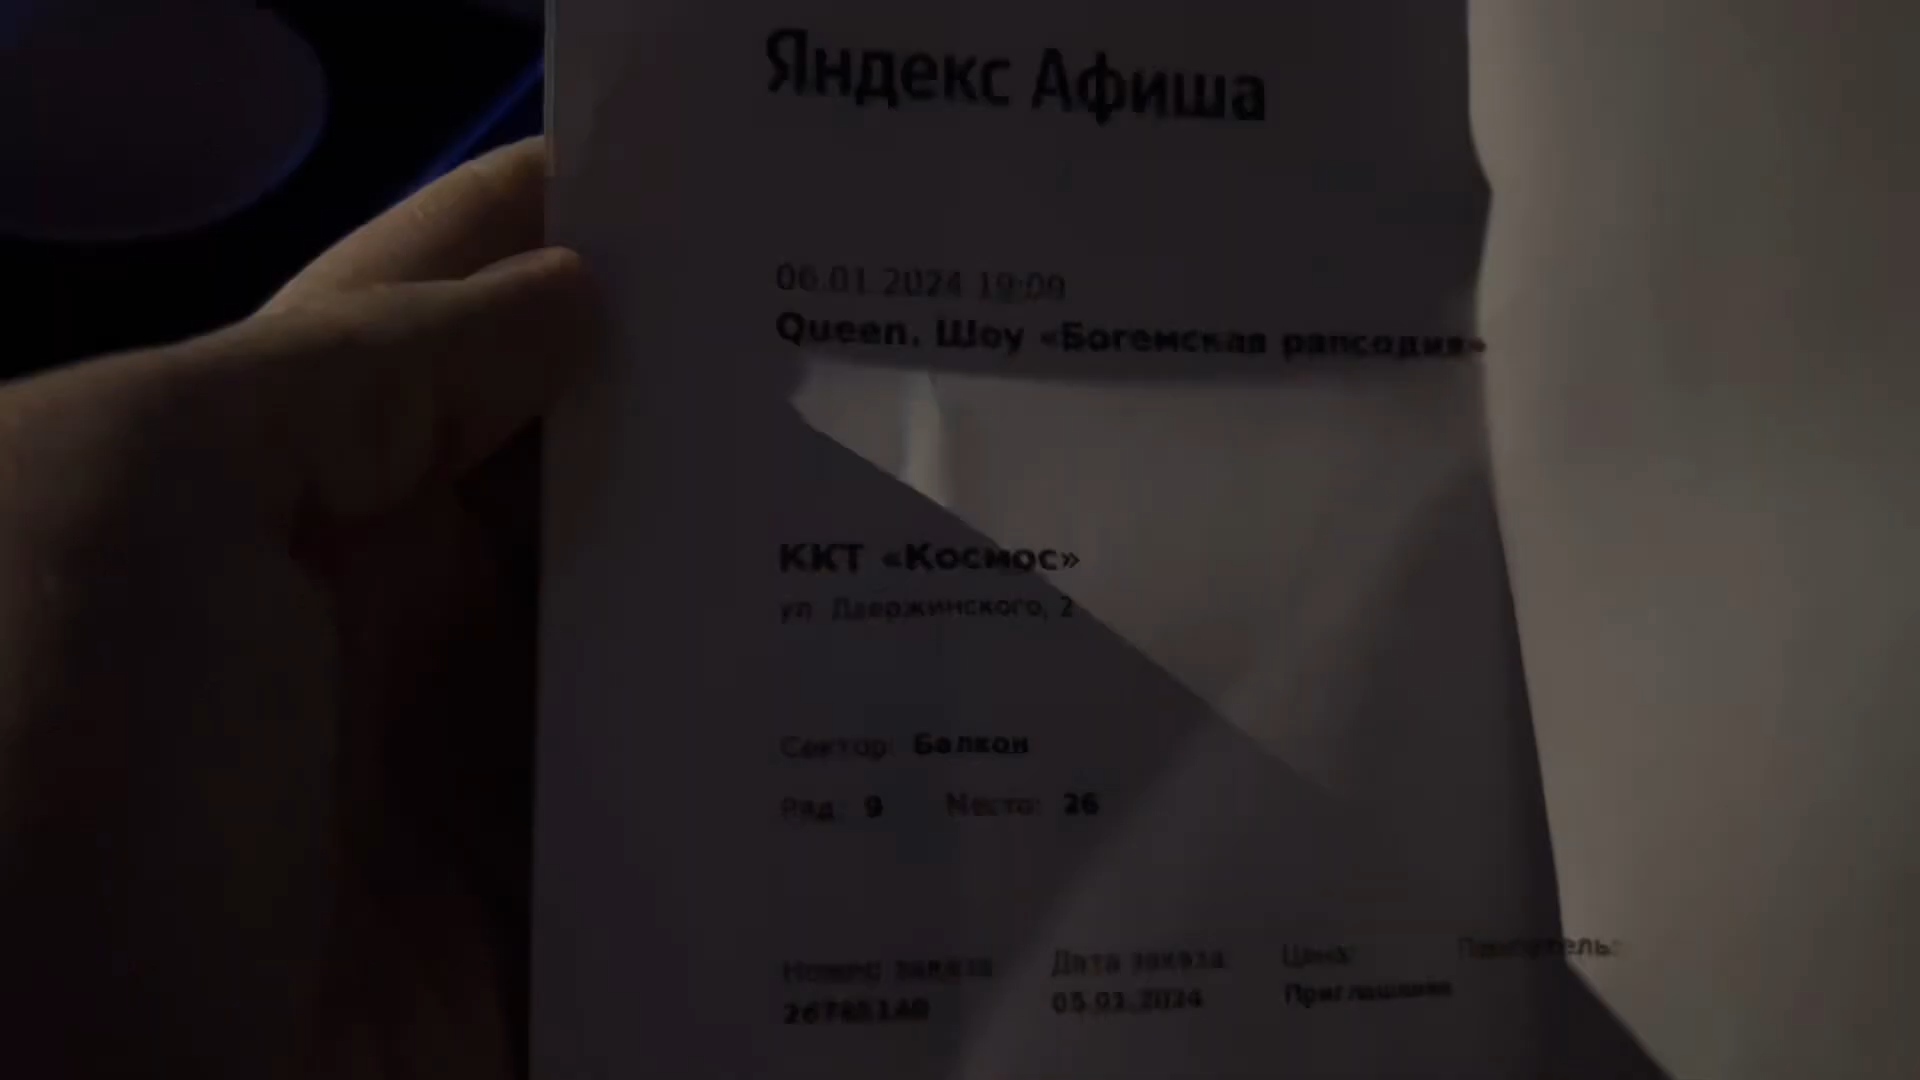 Яндекс Афиша
06.01.2024 19:00
Queen. Шоу «Богемская рапсодия»
ККТ «Космос»
ул. Дзержинского, 2
Сектор: Балкон
Ряд: 9 Место: 26
Номер заказа Дата заказа Цена: Покупатель:
05.01.2024 Приглашение